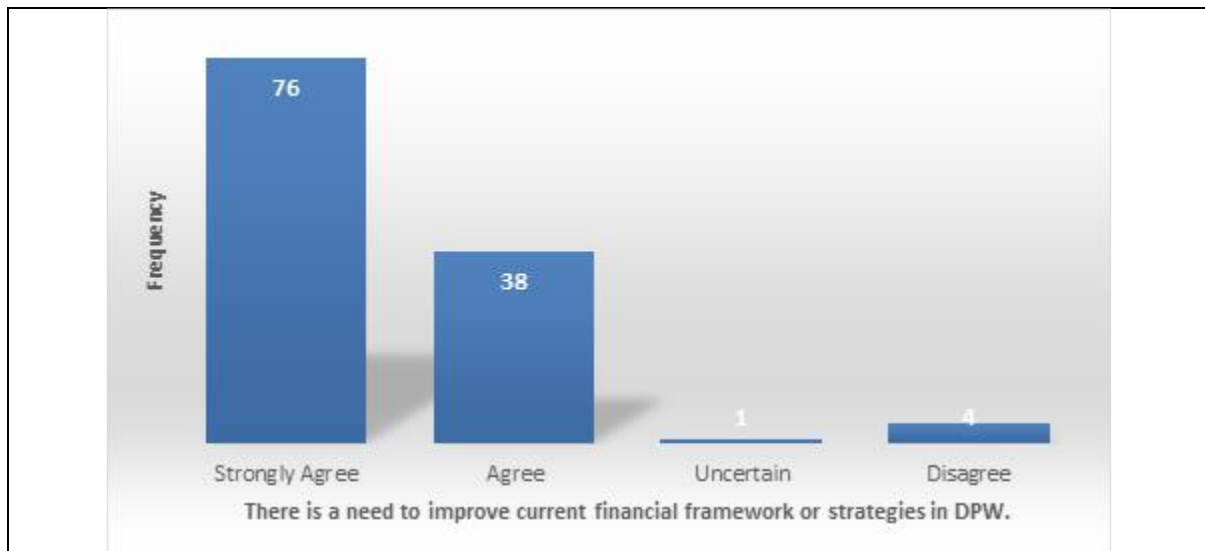 76
38
1
4
Frequency
Strongly Agree
Agree
Uncertain
Disagree
There is a need to improve current financial framework or strategies in DPW.